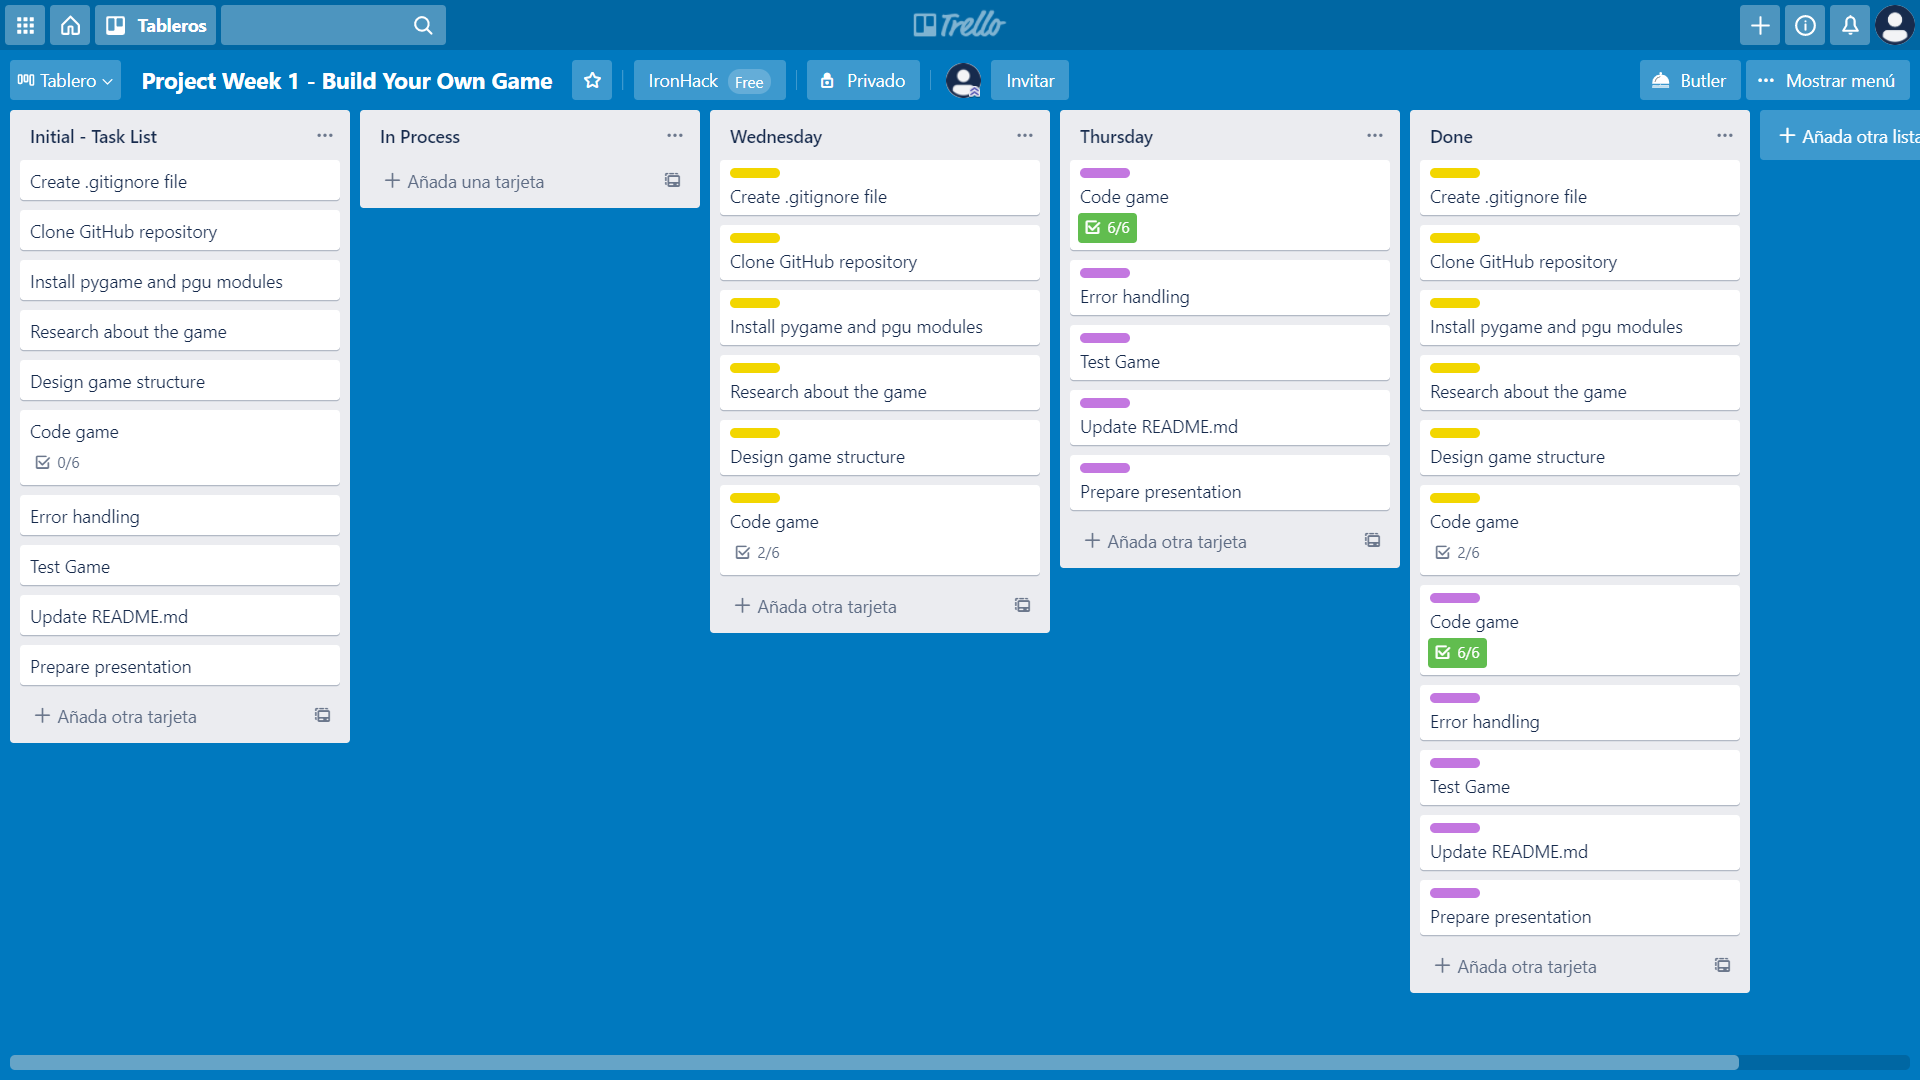 Tableros
Trello
Tablero
Project Week 1 - Build Your Own Game
IronHack Free
Privado
Invitar
Butler
Mostrar menú
Initial - Task List
Create .gitignore file
Clone GitHub repository
Install pygame and pgu modules
Research about the game
Design game structure
Code game
0/6
Error handling
Test Game
Update README.md
Prepare presentation
Añada otra tarjeta
In Process
Añada una tarjeta
Wednesday
Create .gitignore file
Clone GitHub repository
Install pygame and pgu modules
Research about the game
Design game structure
Code game
2/6
Añada otra tarjeta
Thursday
Code game
6/6
Error handling
Test Game
Update README.md
Prepare presentation
Añada otra tarjeta
Done
Create .gitignore file
Clone GitHub repository
Install pygame and pgu modules
Research about the game
Design game structure
Code game
2/6
Code game
6/6
Error handling
Test Game
Update README.md
Prepare presentation
Añada otra tarjeta
Añada otra lista